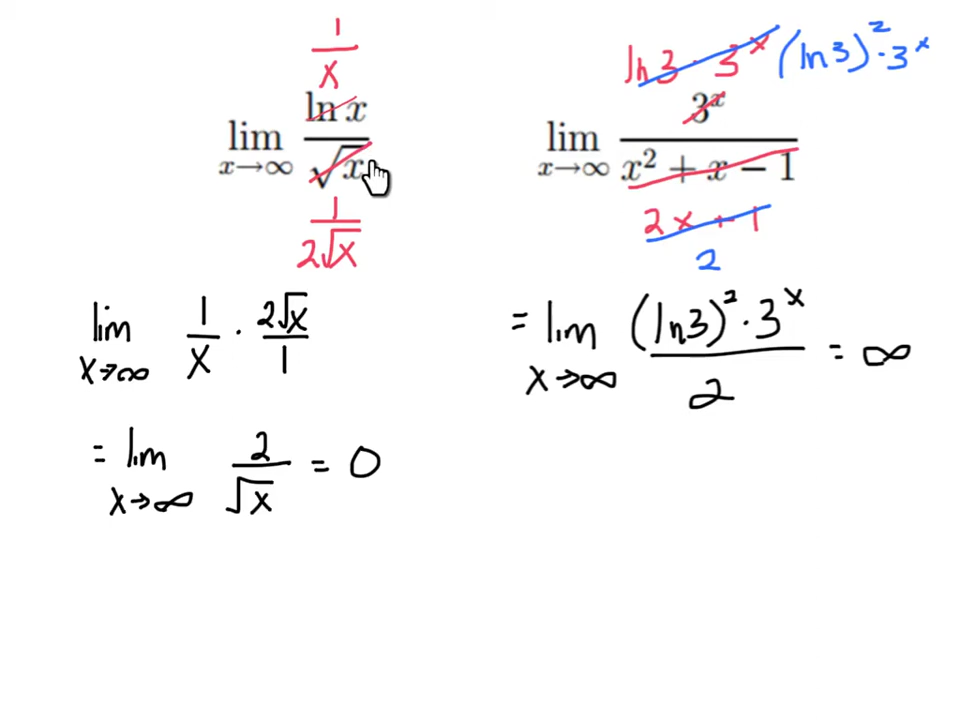 1/x
lim x→∞ ln x / √x
1 / 2√x
lim x→∞ 1/x · 2√x/1
= lim x→∞ 2/√x = 0
ln3 · 3^x (ln3)^2 · 3^x
lim x→∞ 3^x / x^2 + x − 1
2x + 1
2
= lim x→∞ (ln3)^2 · 3^x / 2 = ∞